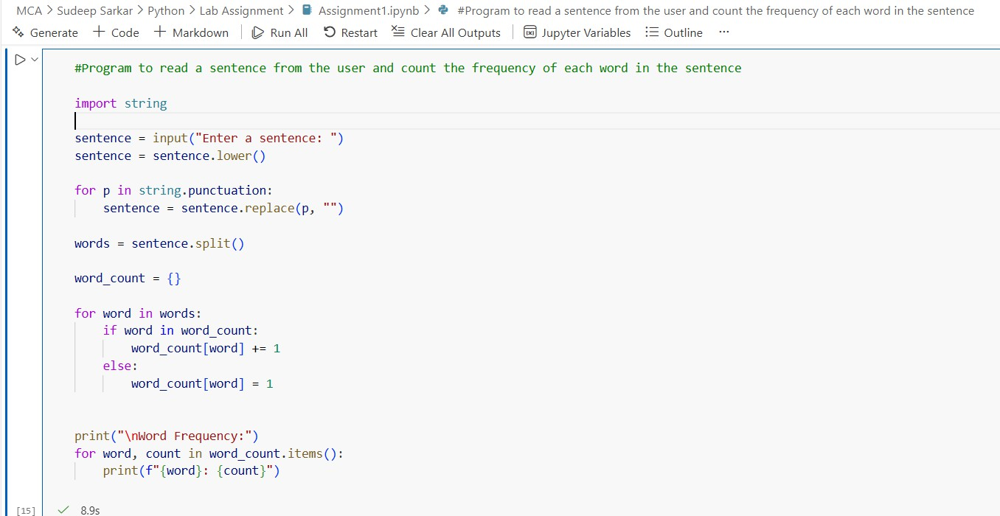 MCA > Sudeep Sarkar > Python > Lab Assignment > Assignment1.ipynb > #Program to read a sentence from the user and count the frequency of each word in the sentence
Generate + Code + Markdown Run All Restart Clear All Outputs Jupyter Variables Outline ...
#Program to read a sentence from the user and count the frequency of each word in the sentence

import string

sentence = input("Enter a sentence: ")
sentence = sentence.lower()

for p in string.punctuation:
    sentence = sentence.replace(p, "")

words = sentence.split()

word_count = {}

for word in words:
    if word in word_count:
        word_count[word] += 1
    else:
        word_count[word] = 1


print("\nWord Frequency:")
for word, count in word_count.items():
    print(f"{word}: {count}")

[15] 8.9s